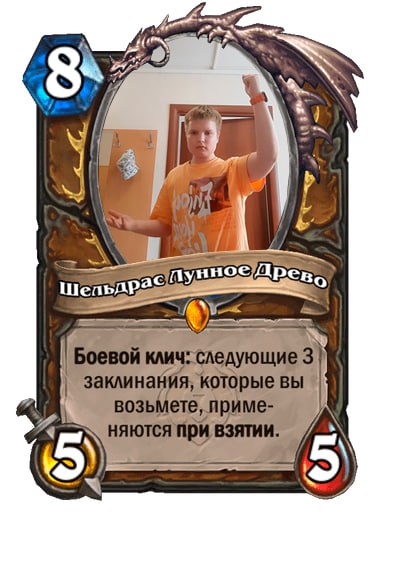 8
Шельдрас Лунное Древо
Боевой клич: следующие 3
заклинания, которые вы
возьмете, приме-
няются при взятии.
5
5